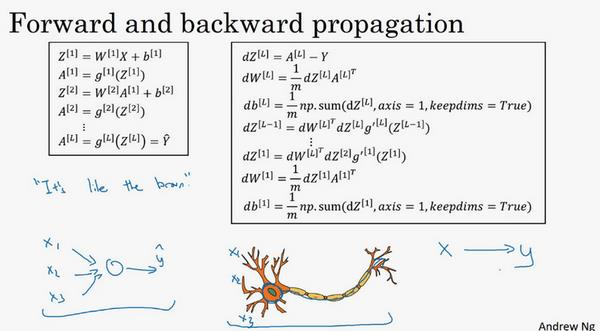 Forward and backward propagation
Z^[1] = W^[1]X + b^[1]
A^[1] = g^[1](Z^[1])
Z^[2] = W^[2]A^[1] + b^[2]
A^[2] = g^[2](Z^[2])
⋮
A^[L] = g^[L](Z^[L]) = Ŷ
dZ^[L] = A^[L] − Y
dW^[L] = 1/m dZ^[L]A^[L]^T
db^[L] = 1/m np.sum(dZ^[L], axis = 1, keepdims = True)
dZ^[L−1] = dW^[L]^T dZ^[L]g'^[L](Z^[L−1])
⋮
dZ^[1] = dW^[L]^T dZ^[2]g'^[1](Z^[1])
dW^[1] = 1/m dZ^[1]A^[1]^T
db^[1] = 1/m np.sum(dZ^[1], axis = 1, keepdims = True)
"It's like the brain"
x1
x2
x3
ŷ
x1
x2
x3
x → y
Andrew Ng